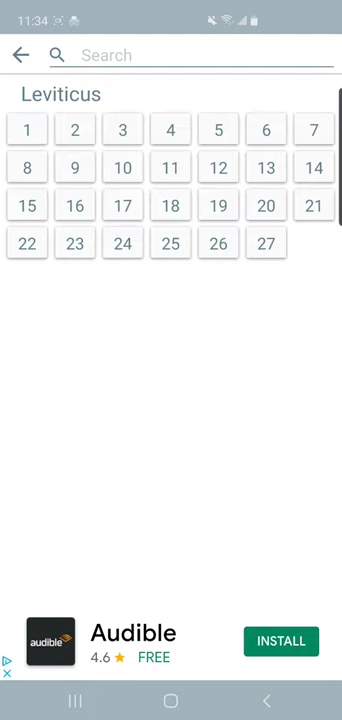 11:34
Search
Leviticus
1 2 3 4 5 6 7
8 9 10 11 12 13 14
15 16 17 18 19 20 21
22 23 24 25 26 27
audible
Audible
4.6 FREE
INSTALL